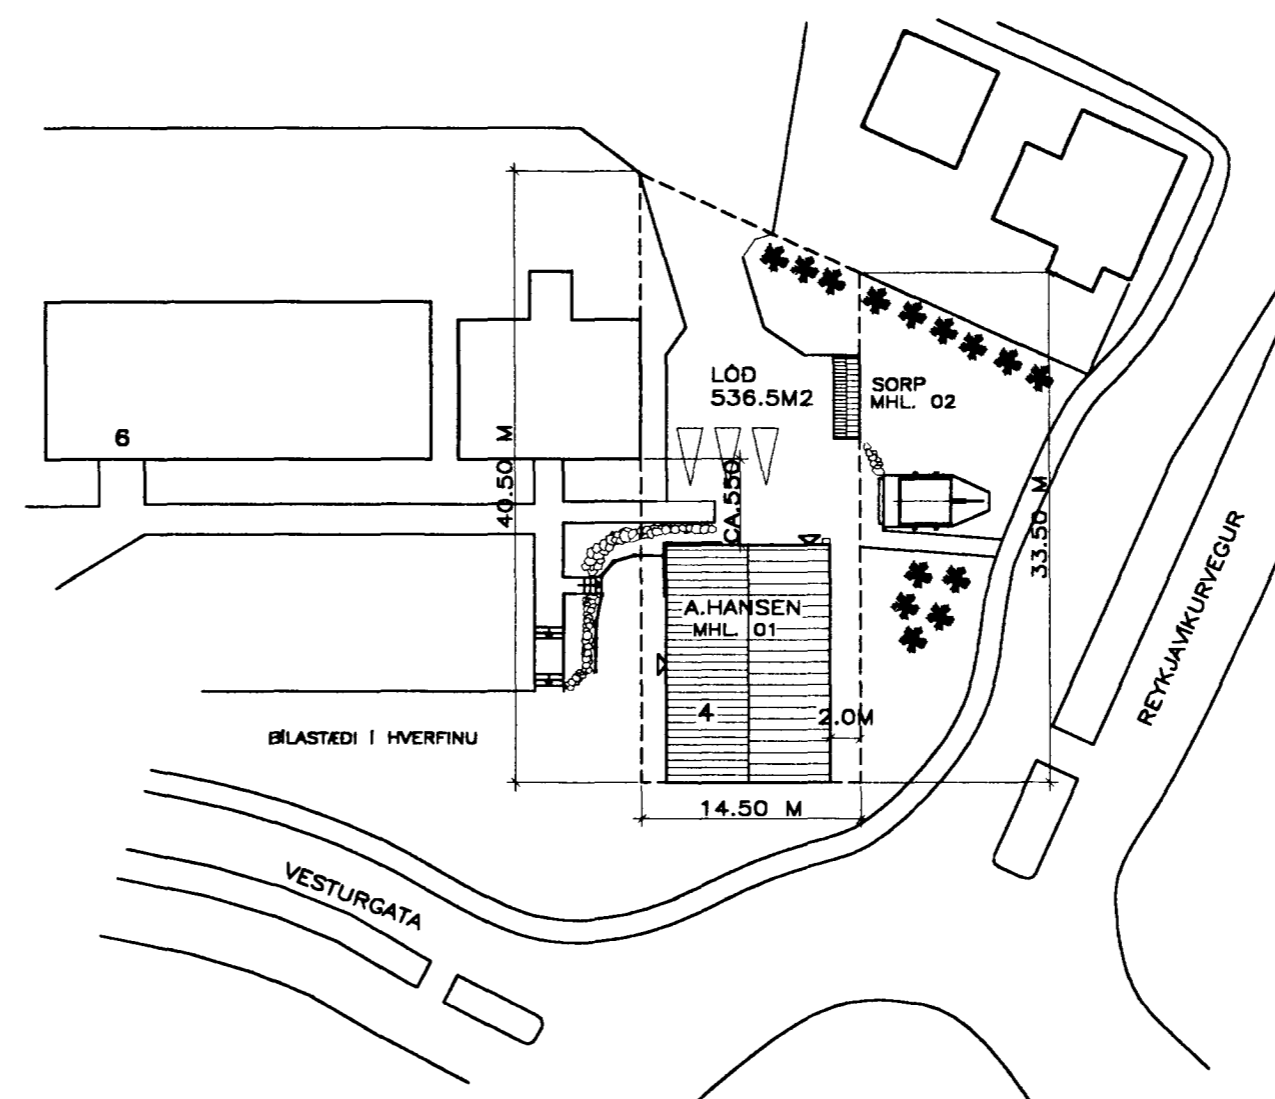 LÓÐ
536.5M2
SORP
MHL. 02
6
40.50 M
CA.550
33.50 M
REYKJAVÍKURVEGUR
A.HANSEN
MHL. 01
4
2.0M
BÍLASTÆÐI Í HVERFINU
14.50 M
VESTURGATA